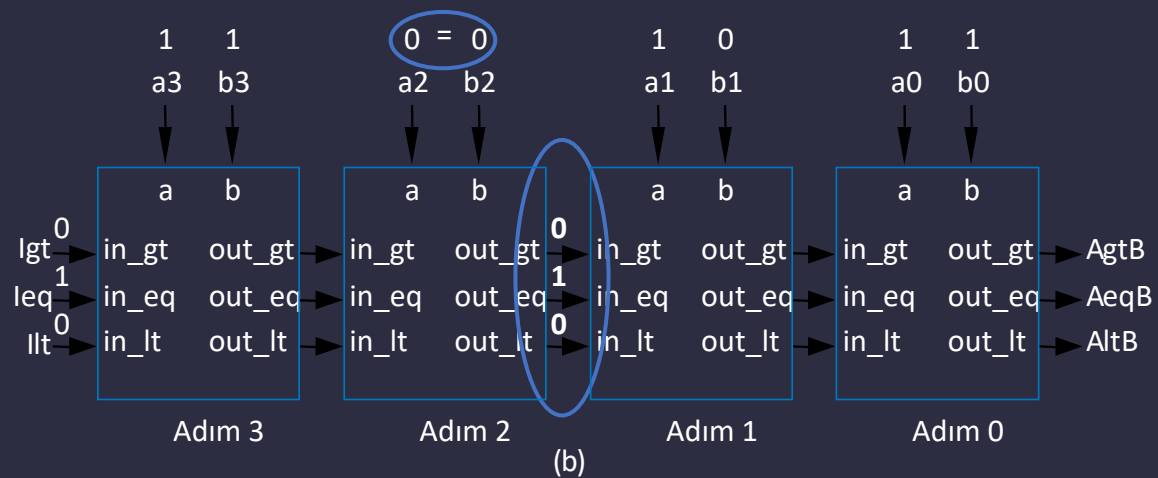 1 1 0 = 0 1 0 1 1
a3 b3 a2 b2 a1 b1 a0 b0
a b a b a b a b
0 0
Igt in_gt out_gt in_gt out_gt in_gt out_gt in_gt out_gt AgtB
1 1
Ieq in_eq out_eq in_eq out_eq in_eq out_eq in_eq out_eq AeqB
0 0
Ilt in_lt out_lt in_lt out_lt in_lt out_lt in_lt out_lt AltB
Adım 3 Adım 2 Adım 1 Adım 0
(b)